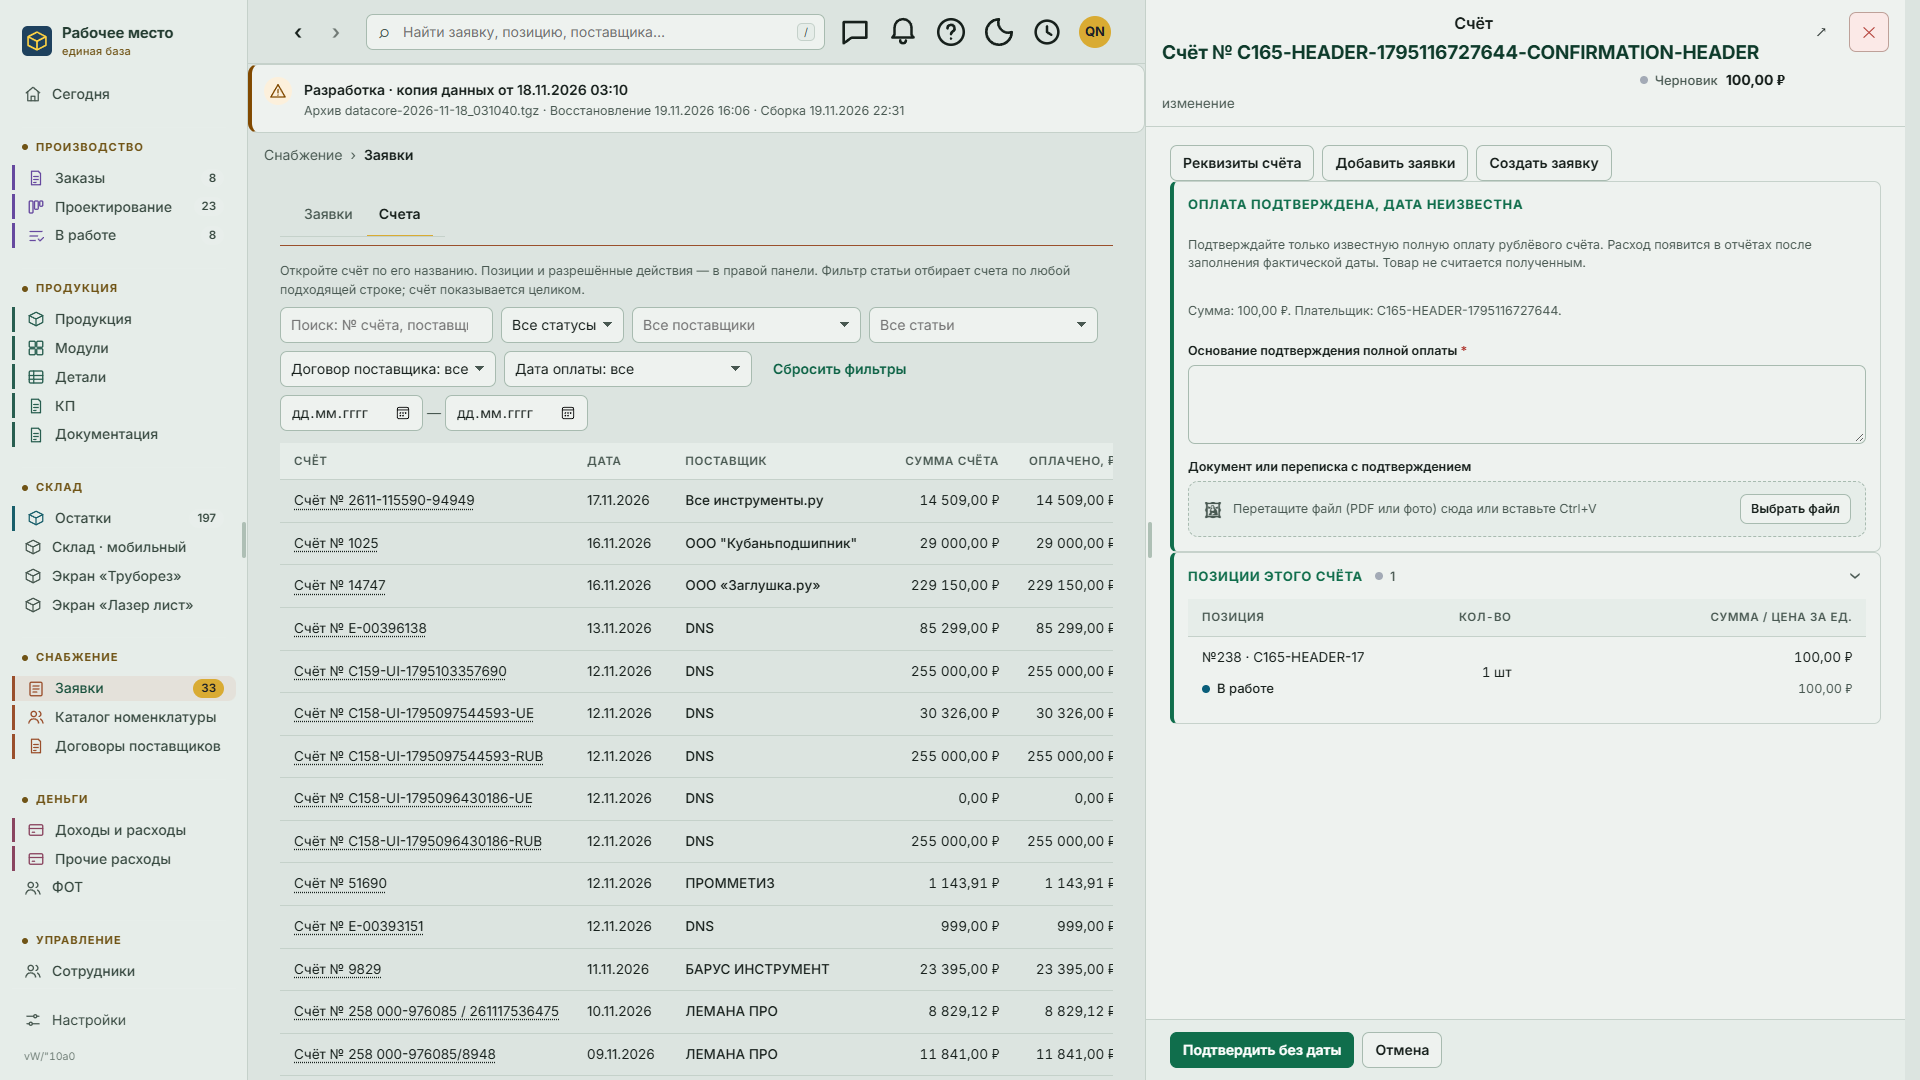 Рабочее место
единая база
Сегодня
ПРОИЗВОДСТВО
Заказы 8
Проектирование 23
В работе 8
ПРОДУКЦИЯ
Продукция
Модули
Детали
КП
Документация
СКЛАД
Остатки 197
Склад · мобильный
Экран «Труборез»
Экран «Лазер лист»
СНАБЖЕНИЕ
Заявки 33
Каталог номенклатуры
Договоры поставщиков
ДЕНЬГИ
Доходы и расходы
Прочие расходы
ФОТ
УПРАВЛЕНИЕ
Сотрудники
Настройки
vW/"10a0
Найти заявку, позицию, поставщика... /
QN
Разработка · копия данных от 18.11.2026 03:10
Архив datacore-2026-11-18_031040.tgz · Восстановление 19.11.2026 16:06 · Сборка 19.11.2026 22:31
Снабжение › Заявки
Заявки Счета
Откройте счёт по его названию. Позиции и разрешённые действия — в правой панели. Фильтр статьи отбирает счета по любой
подходящей строке; счёт показывается целиком.
Поиск: № счёта, поставщ Все статусы Все поставщики Все статьи
Договор поставщика: все Дата оплаты: все Сбросить фильтры
дд.мм.гггг — дд.мм.гггг
СЧЁТ ДАТА ПОСТАВЩИК СУММА СЧЁТА ОПЛАЧЕНО, ₽
Счёт № 2611-115590-94949 17.11.2026 Все инструменты.ру 14 509,00 ₽ 14 509,00 ₽
Счёт № 1025 16.11.2026 ООО "Кубаньподшипник" 29 000,00 ₽ 29 000,00 ₽
Счёт № 14747 16.11.2026 ООО «Заглушка.ру» 229 150,00 ₽ 229 150,00 ₽
Счёт № E-00396138 13.11.2026 DNS 85 299,00 ₽ 85 299,00 ₽
Счёт № C159-UI-1795103357690 12.11.2026 DNS 255 000,00 ₽ 255 000,00 ₽
Счёт № C158-UI-1795097544593-UE 12.11.2026 DNS 30 326,00 ₽ 30 326,00 ₽
Счёт № C158-UI-1795097544593-RUB 12.11.2026 DNS 255 000,00 ₽ 255 000,00 ₽
Счёт № C158-UI-1795096430186-UE 12.11.2026 DNS 0,00 ₽ 0,00 ₽
Счёт № C158-UI-1795096430186-RUB 12.11.2026 DNS 255 000,00 ₽ 255 000,00 ₽
Счёт № 51690 12.11.2026 ПРОММЕТИЗ 1 143,91 ₽ 1 143,91 ₽
Счёт № E-00393151 12.11.2026 DNS 999,00 ₽ 999,00 ₽
Счёт № 9829 11.11.2026 БАРУС ИНСТРУМЕНТ 23 395,00 ₽ 23 395,00 ₽
Счёт № 258 000-976085 / 261117536475 10.11.2026 ЛЕМАНА ПРО 8 829,12 ₽ 8 829,12 ₽
Счёт № 258 000-976085/8948 09.11.2026 ЛЕМАНА ПРО 11 841,00 ₽ 11 841,00 ₽
Счёт
Счёт № C165-HEADER-1795116727644-CONFIRMATION-HEADER
Черновик 100,00 ₽
изменение
Реквизиты счёта Добавить заявки Создать заявку
ОПЛАТА ПОДТВЕРЖДЕНА, ДАТА НЕИЗВЕСТНА
Подтверждайте только известную полную оплату рублёвого счёта. Расход появится в отчётах после
заполнения фактической даты. Товар не считается полученным.
Сумма: 100,00 ₽. Плательщик: C165-HEADER-1795116727644.
Основание подтверждения полной оплаты *
Документ или переписка с подтверждением
Перетащите файл (PDF или фото) сюда или вставьте Ctrl+V Выбрать файл
ПОЗИЦИИ ЭТОГО СЧЁТА 1
ПОЗИЦИЯ КОЛ-ВО СУММА / ЦЕНА ЗА ЕД.
№238 · C165-HEADER-17 100,00 ₽
1 шт
В работе 100,00 ₽
Подтвердить без даты Отмена